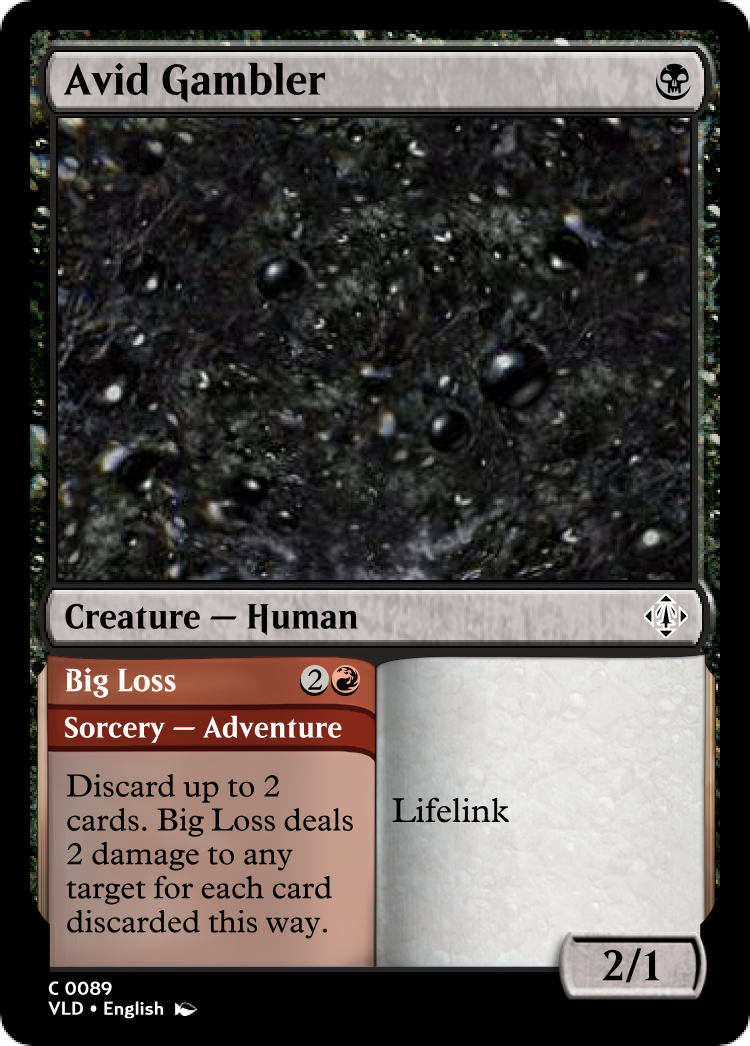 Avid Gambler
Creature — Human
Big Loss 2
Sorcery — Adventure
Discard up to 2
cards. Big Loss deals
2 damage to any
target for each card
discarded this way.
Lifelink
2/1
C 0089
VLD • English